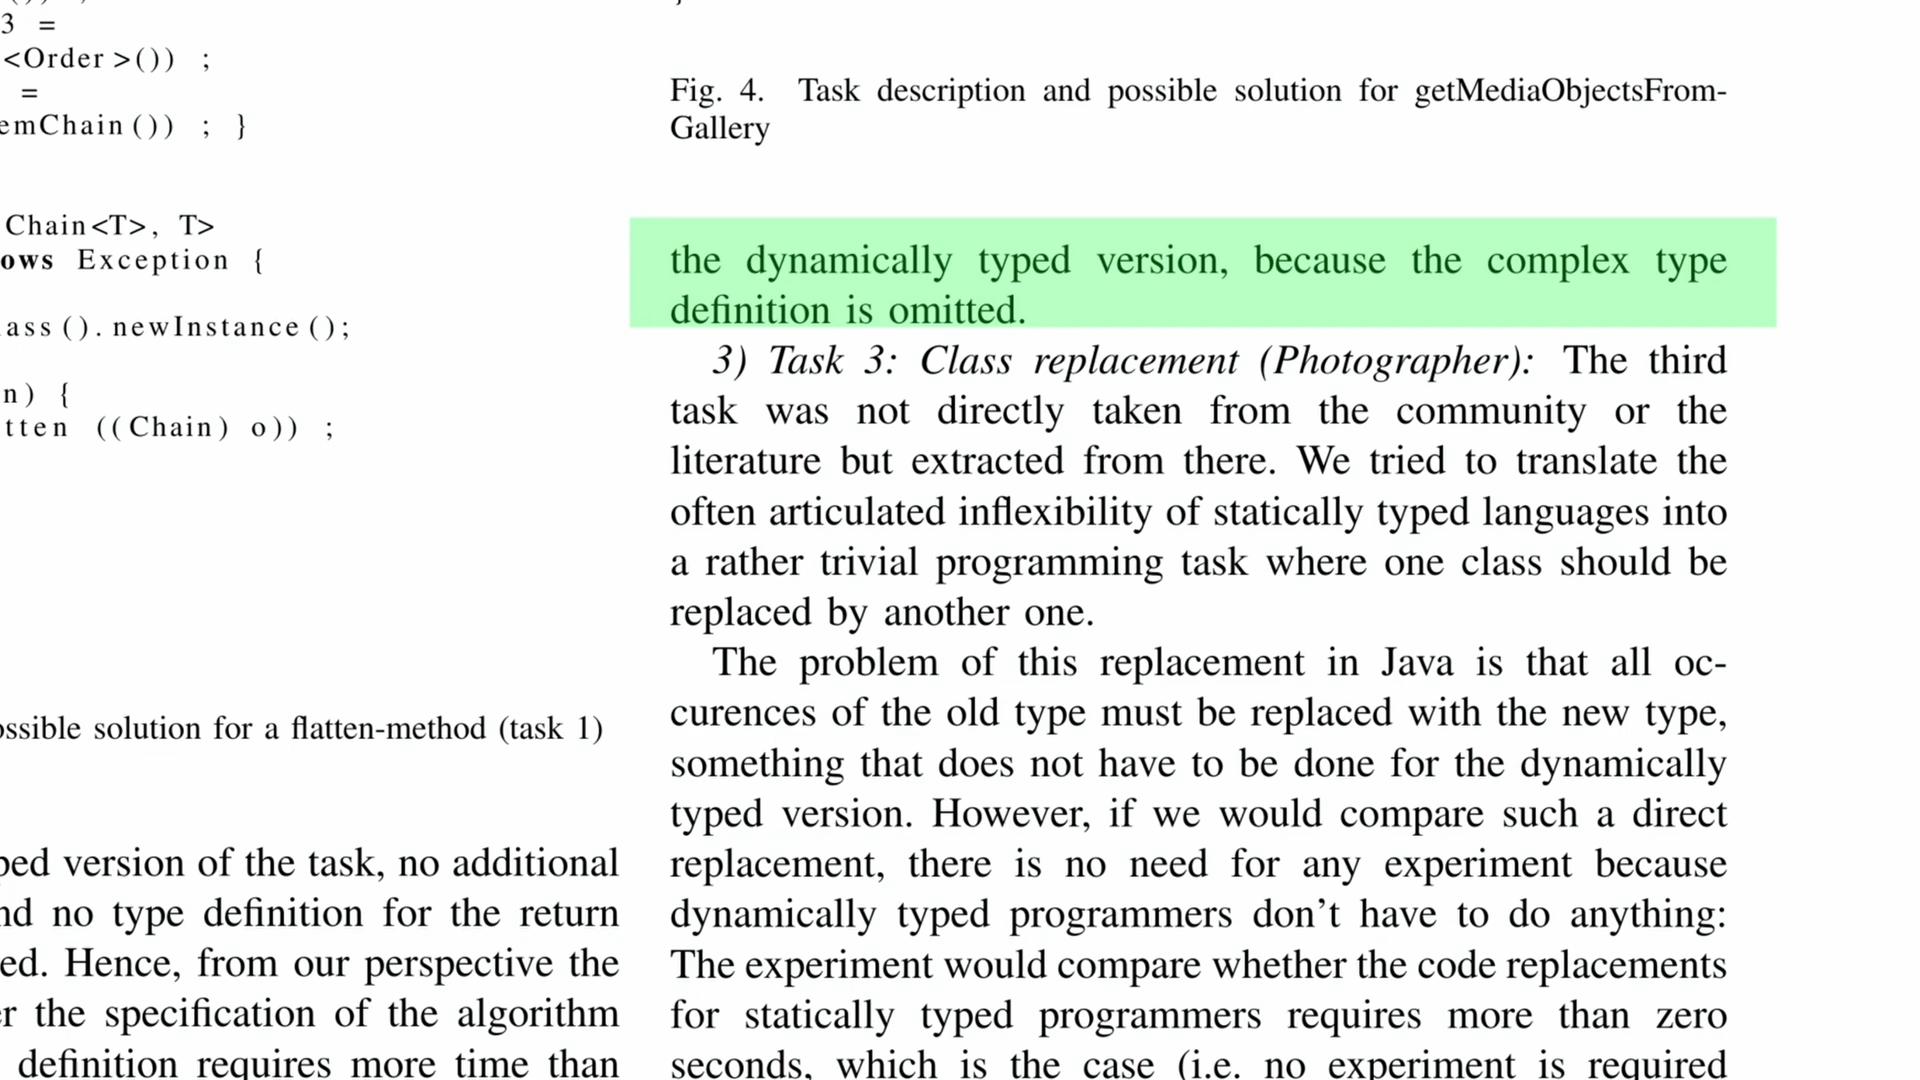 3 =
<Order>()) ;
=
emChain()) ; }
Chain<T>, T>
ows Exception {
ass().newInstance();
n) {
tten ((Chain) o)) ;
ossible solution for a flatten-method (task 1)
ped version of the task, no additional
nd no type definition for the return
ed. Hence, from our perspective the
r the specification of the algorithm
definition requires more time than
Fig. 4. Task description and possible solution for getMediaObjectsFrom-
Gallery
the dynamically typed version, because the complex type
definition is omitted.
3) Task 3: Class replacement (Photographer): The third
task was not directly taken from the community or the
literature but extracted from there. We tried to translate the
often articulated inflexibility of statically typed languages into
a rather trivial programming task where one class should be
replaced by another one.
The problem of this replacement in Java is that all oc-
curences of the old type must be replaced with the new type,
something that does not have to be done for the dynamically
typed version. However, if we would compare such a direct
replacement, there is no need for any experiment because
dynamically typed programmers don't have to do anything:
The experiment would compare whether the code replacements
for statically typed programmers requires more than zero
seconds, which is the case (i.e. no experiment is required